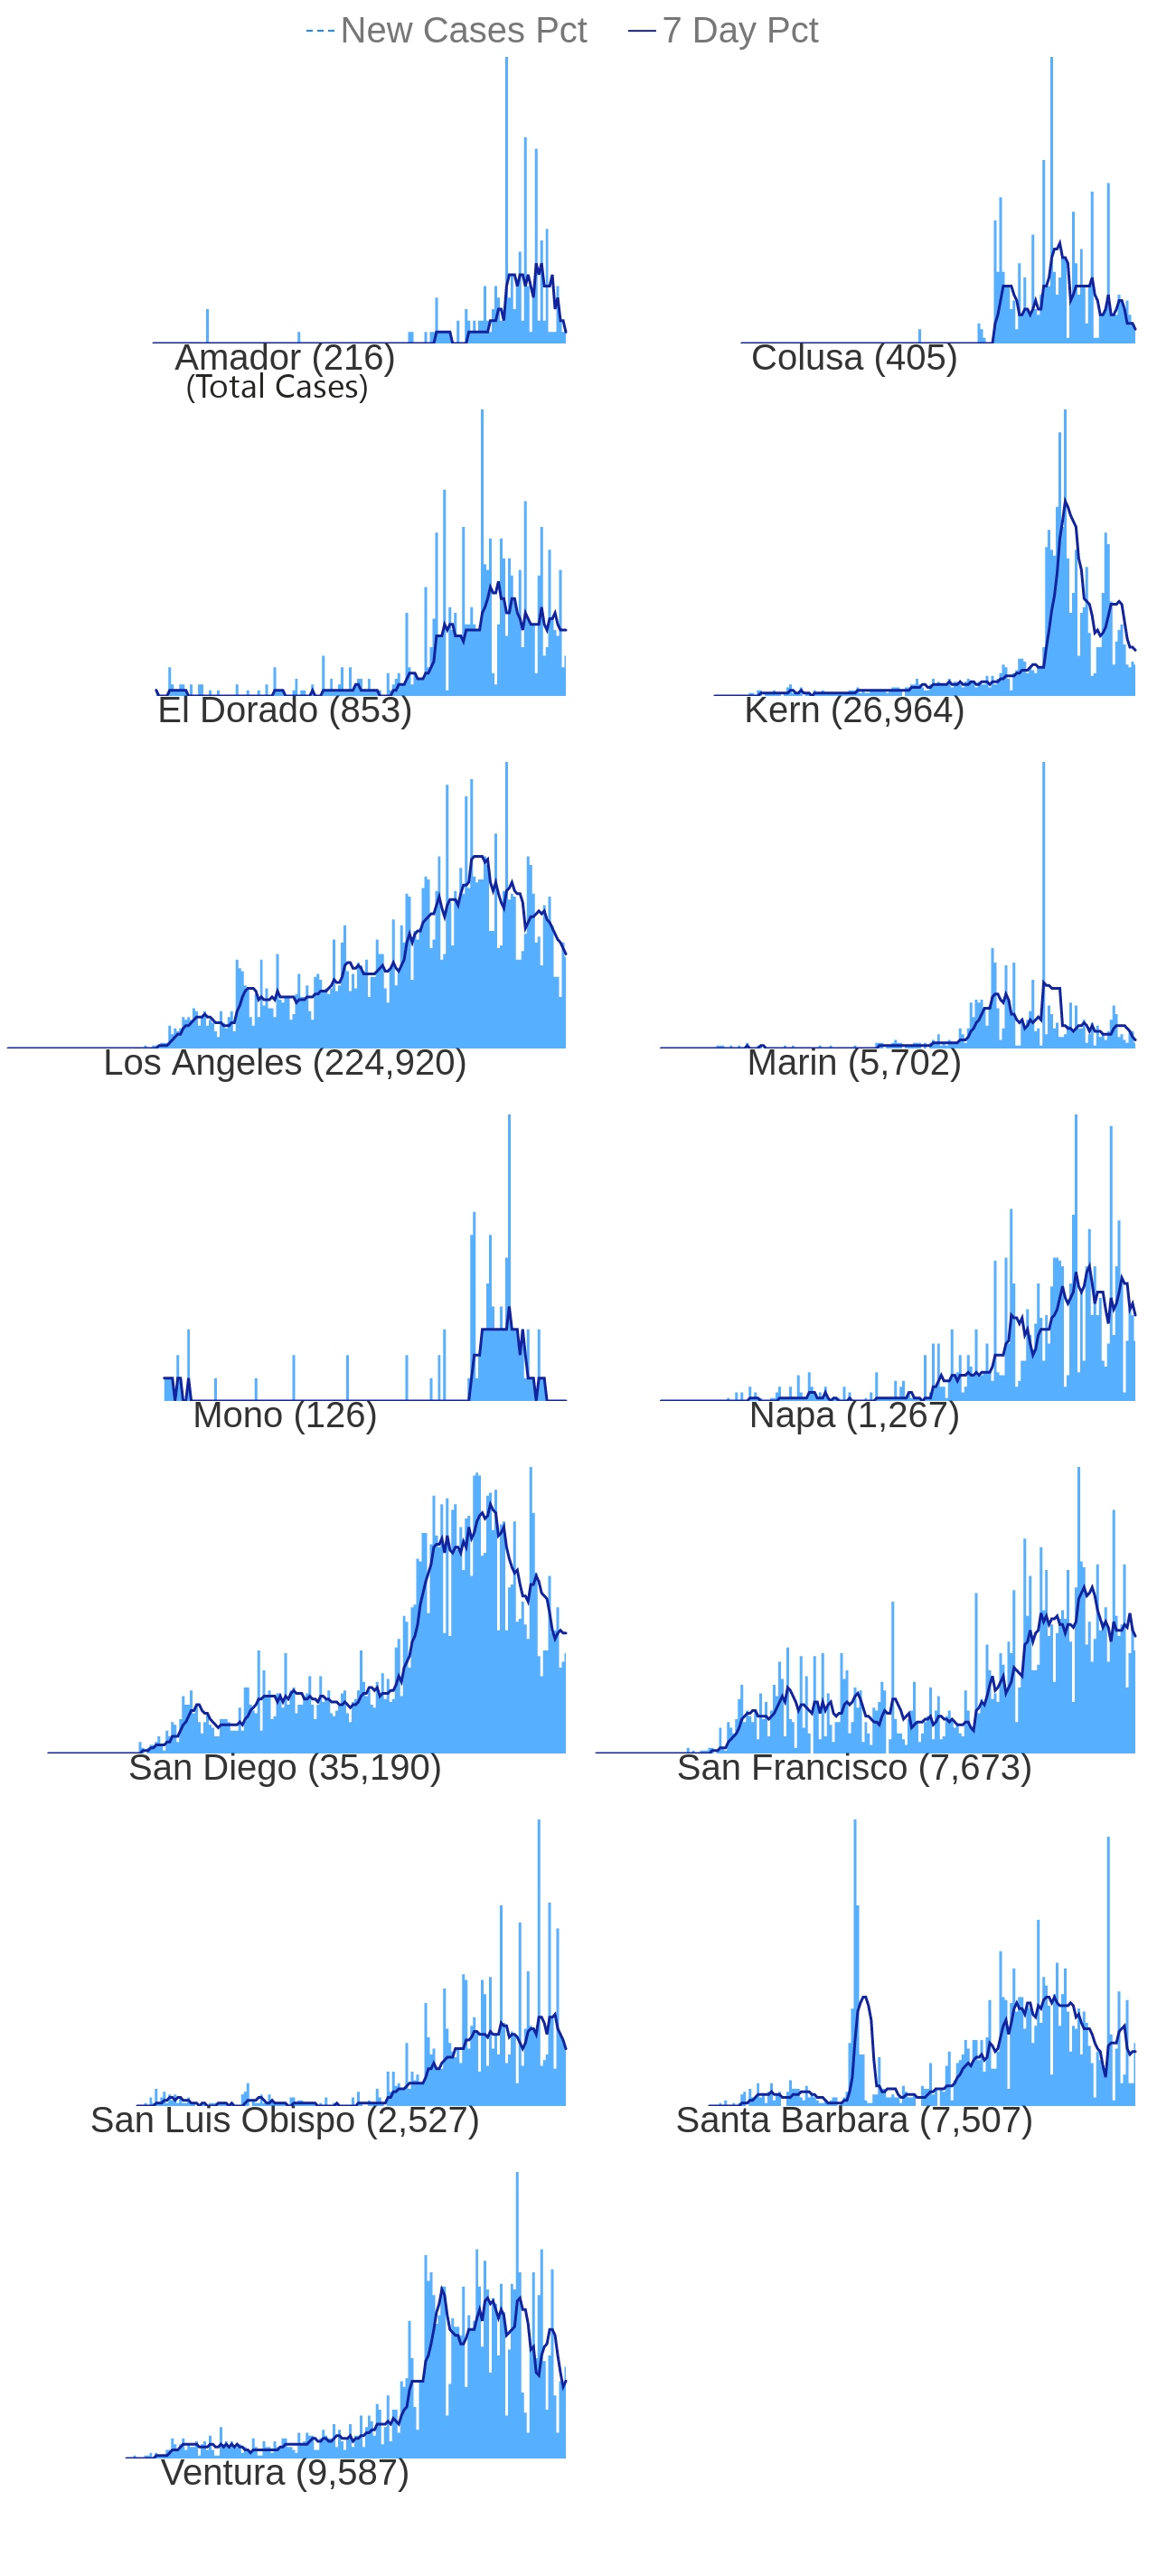 New Cases Pct 7 Day Pct
Amador (216) Colusa (405)
(Total Cases)
El Dorado (853) Kern (26,964)
Los Angeles (224,920) Marin (5,702)
Mono (126) Napa (1,267)
San Diego (35,190) San Francisco (7,673)
San Luis Obispo (2,527) Santa Barbara (7,507)
Ventura (9,587)